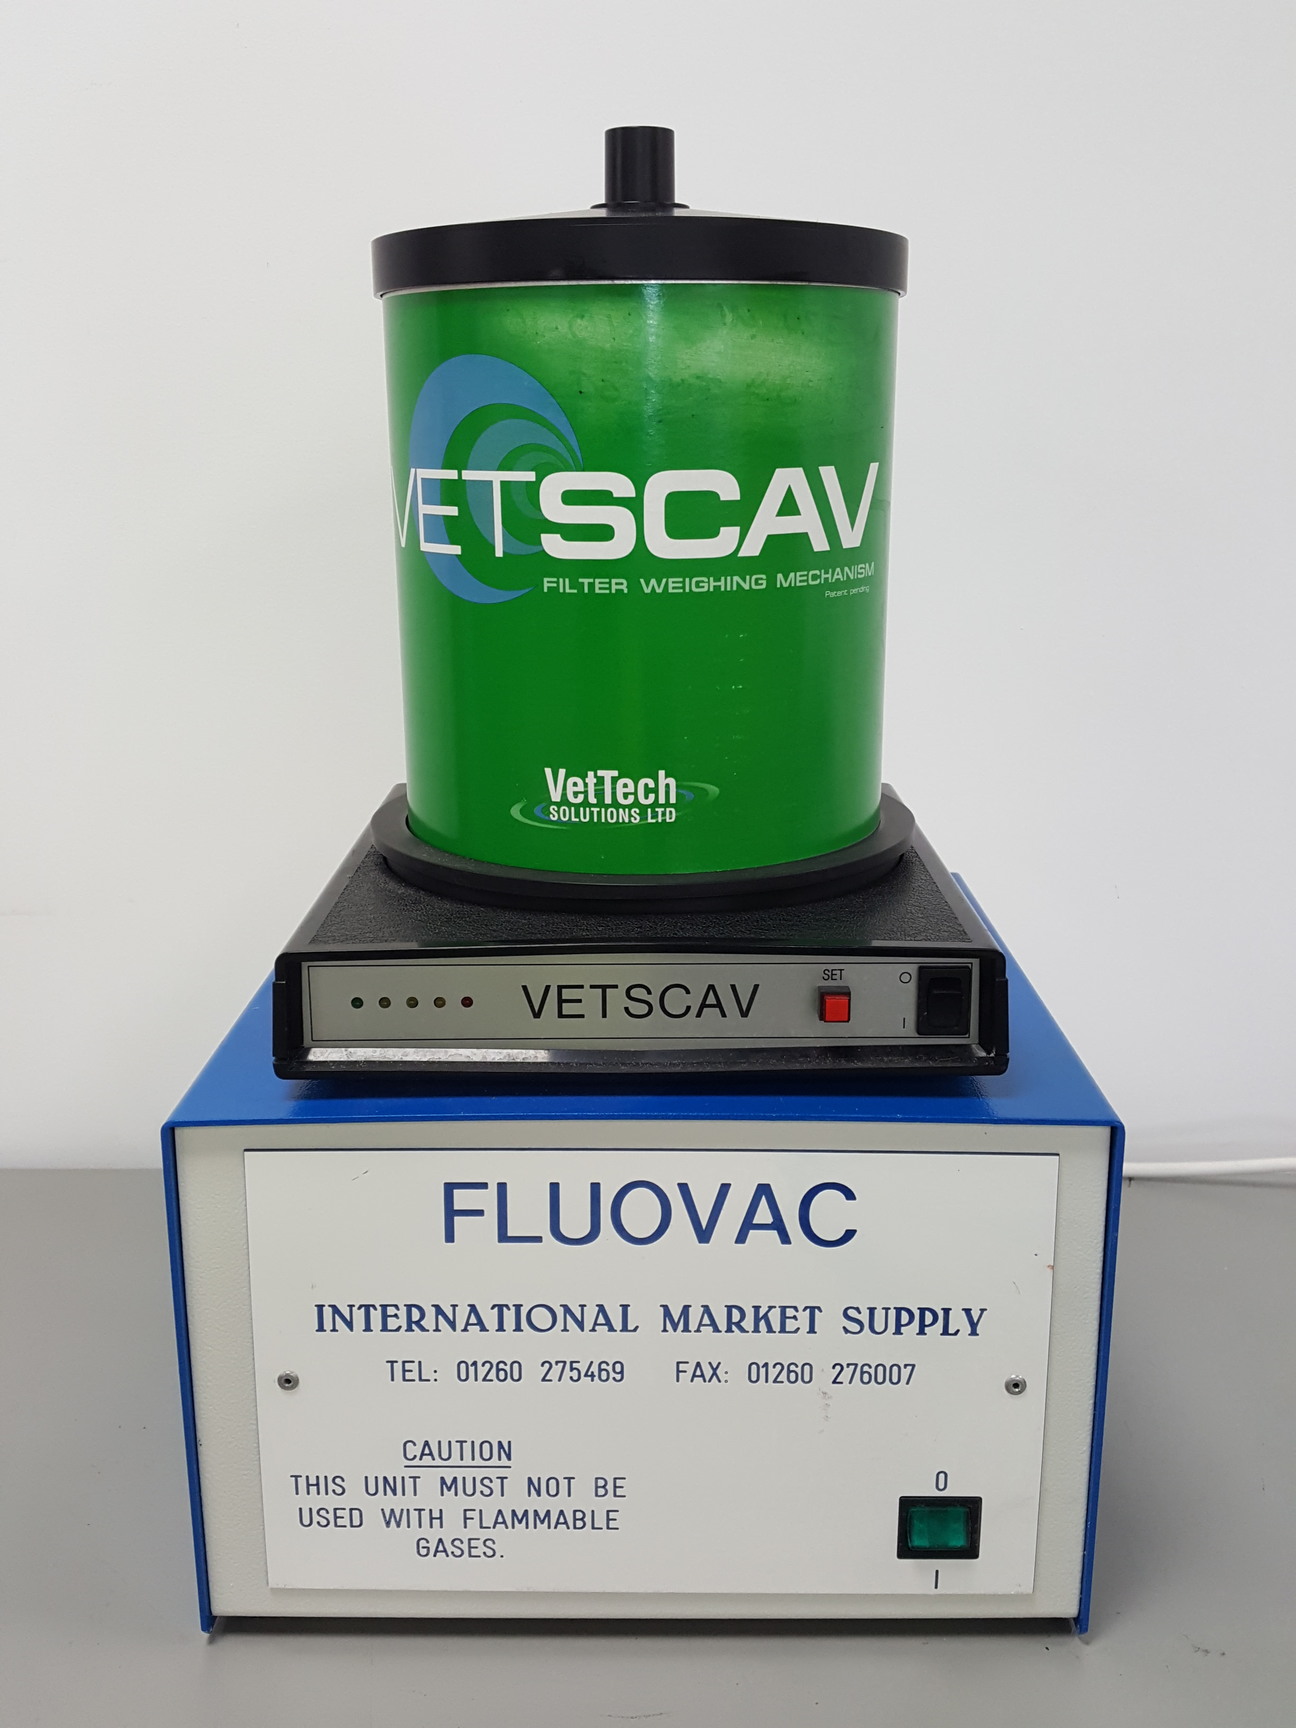 VETSCAV
FILTER WEIGHING MECHANISM
Patent pending
VetTech
SOLUTIONS LTD
VETSCAV
SET
O
I
FLUOVAC
INTERNATIONAL MARKET SUPPLY
TEL: 01260 275469 FAX: 01260 276007
CAUTION
THIS UNIT MUST NOT BE
USED WITH FLAMMABLE
GASES.
0
I